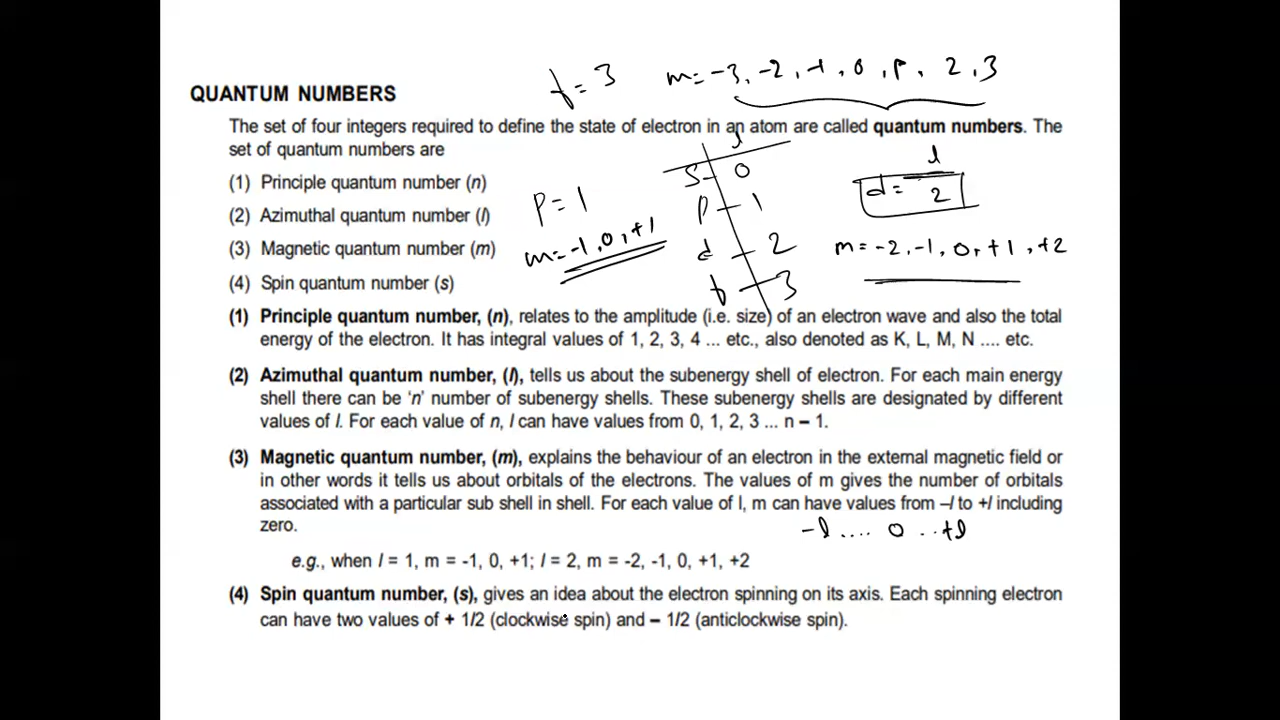 f = 3
m = -3, -2, -1, 0, 1, 2, 3
QUANTUM NUMBERS
The set of four integers required to define the state of electron in an atom are called quantum numbers. The
set of quantum numbers are
l
(1) Principle quantum number (n)
s 0
d = l
2
(2) Azimuthal quantum number (l)
p = 1
p 1
(3) Magnetic quantum number (m)
m = -1, 0, +1
d 2
m = -2, -1, 0, +1, +2
(4) Spin quantum number (s)
f 3
(1) Principle quantum number, (n), relates to the amplitude (i.e. size) of an electron wave and also the total
energy of the electron. It has integral values of 1, 2, 3, 4 ... etc., also denoted as K, L, M, N .... etc.
(2) Azimuthal quantum number, (l), tells us about the subenergy shell of electron. For each main energy
shell there can be 'n' number of subenergy shells. These subenergy shells are designated by different
values of l. For each value of n, l can have values from 0, 1, 2, 3 ... n – 1.
(3) Magnetic quantum number, (m), explains the behaviour of an electron in the external magnetic field or
in other words it tells us about orbitals of the electrons. The values of m gives the number of orbitals
associated with a particular sub shell in shell. For each value of l, m can have values from –l to +l including
zero.
-l .... 0 .. +l
e.g., when l = 1, m = -1, 0, +1; l = 2, m = -2, -1, 0, +1, +2
(4) Spin quantum number, (s), gives an idea about the electron spinning on its axis. Each spinning electron
can have two values of + 1/2 (clockwise spin) and – 1/2 (anticlockwise spin).